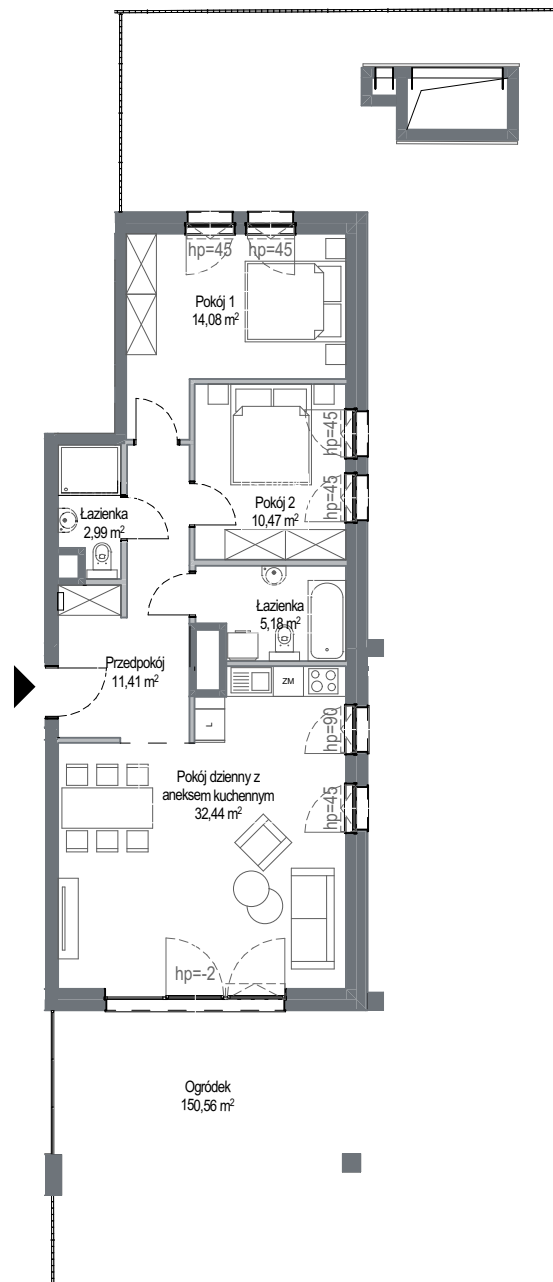 hp=45
hp=45
Pokój 1
14,08 m²
hp=45
hp=45
Pokój 2
10,47 m²
Łazienka
2,99 m²
Łazienka
5,18 m²
Przedpokój
11,41 m²
ZM
L
hp=90
hp=45
Pokój dzienny z
aneksem kuchennym
32,44 m²
hp=-2
Ogródek
150,56 m²